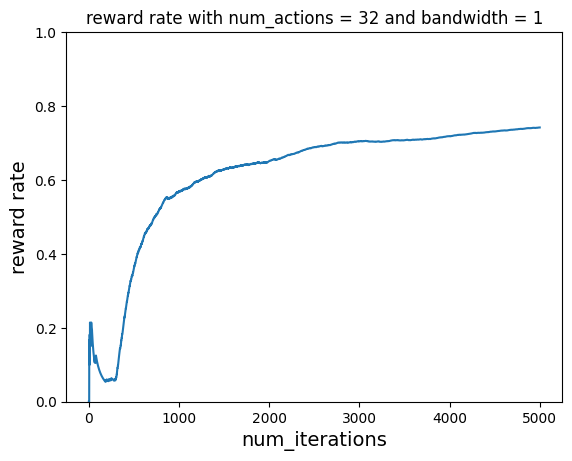 reward rate with num_actions = 32 and bandwidth = 1
1.0
0.8
0.6
0.4
0.2
0.0
reward rate
0 1000 2000 3000 4000 5000
num_iterations